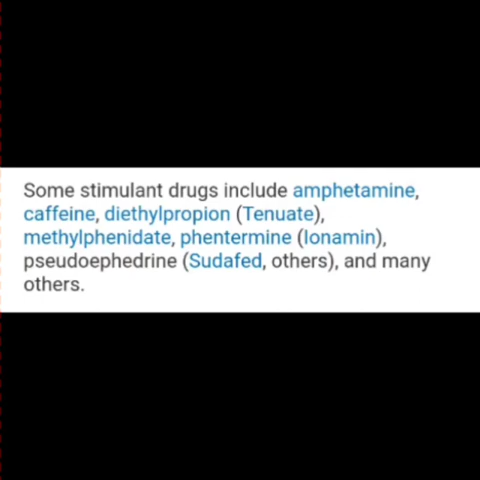 Some stimulant drugs include amphetamine,
caffeine, diethylpropion (Tenuate),
methylphenidate, phentermine (Ionamin),
pseudoephedrine (Sudafed, others), and many
others.